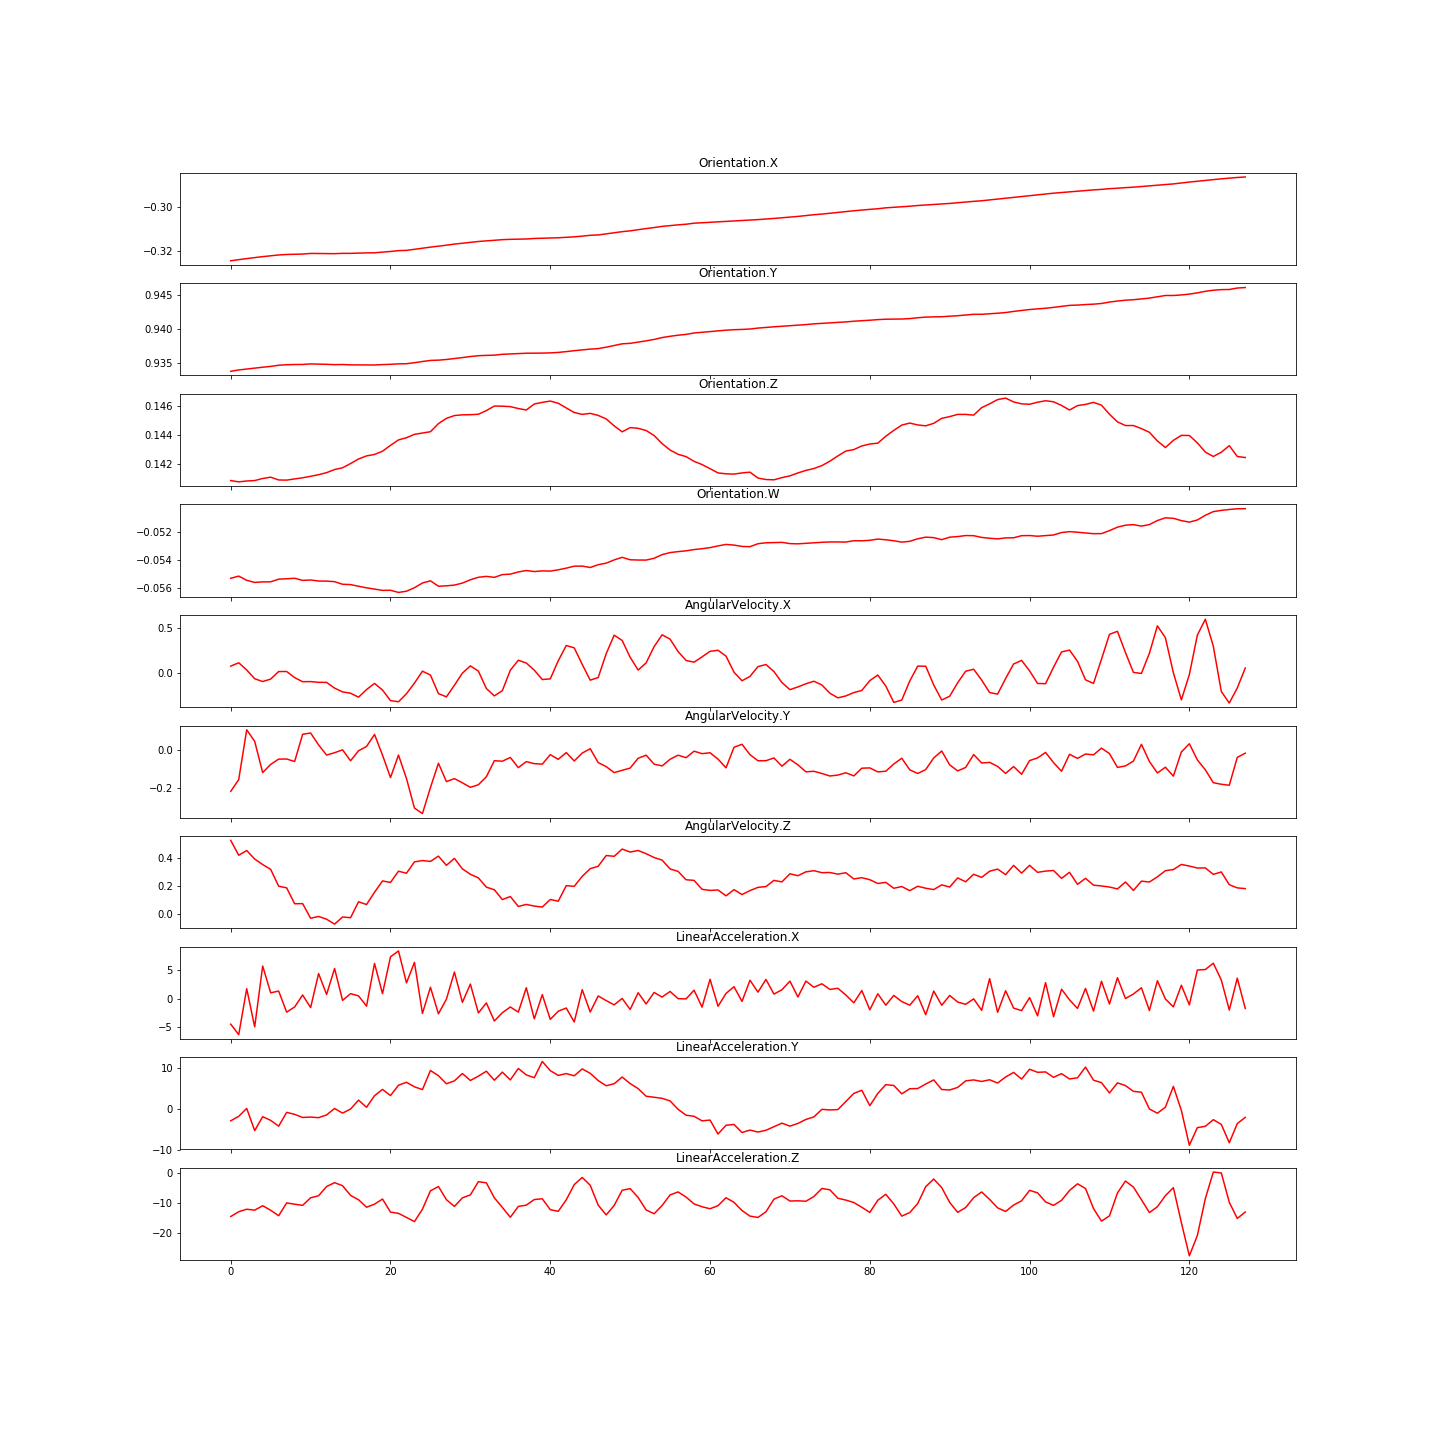 Orientation.X
−0.30
−0.32
Orientation.Y
0.945
0.940
0.935
Orientation.Z
0.146
0.144
0.142
Orientation.W
−0.052
−0.054
−0.056
AngularVelocity.X
0.5
0.0
AngularVelocity.Y
0.0
−0.2
AngularVelocity.Z
0.4
0.2
0.0
LinearAcceleration.X
5
0
−5
LinearAcceleration.Y
10
0
−10
LinearAcceleration.Z
0
−10
−20
0 20 40 60 80 100 120